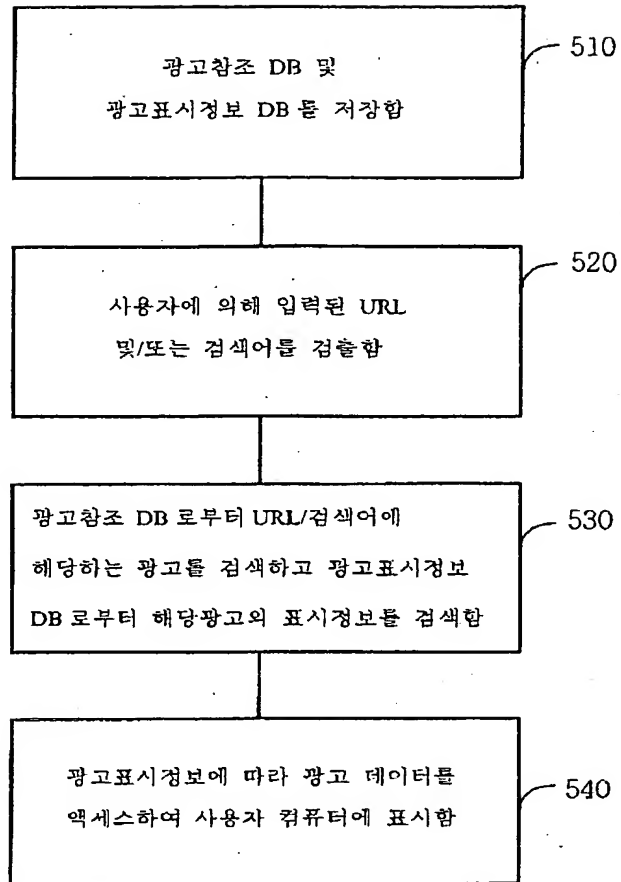 광고참조 DB 및
광고표시정보 DB 를 저장함
510
사용자에 의해 입력된 URL
및/또는 검색어를 검출함
520
광고참조 DB 로부터 URL/검색어에
해당하는 광고를 검색하고 광고표시정보
DB 로부터 해당광고의 표시정보를 검색함
530
광고표시정보에 따라 광고 데이터를
액세스하여 사용자 컴퓨터에 표시함
540